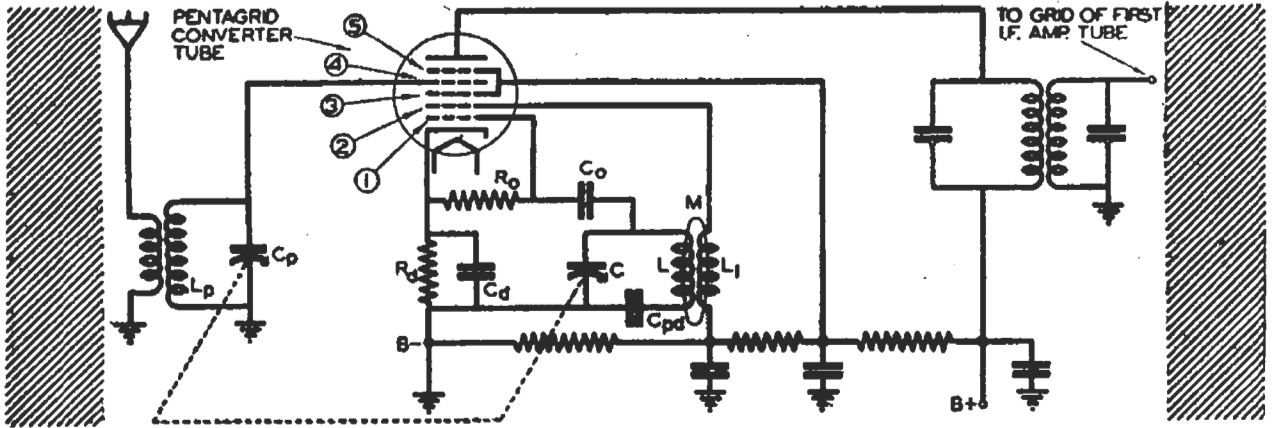 PENTAGRID
CONVERTER
TUBE
TO GRID OF FIRST
I.F. AMP. TUBE
⑤
④
③
②
①
Ro
Co
M
Lp
Cp
Rd
Cd
C
L
L1
Cpd
B-
B+